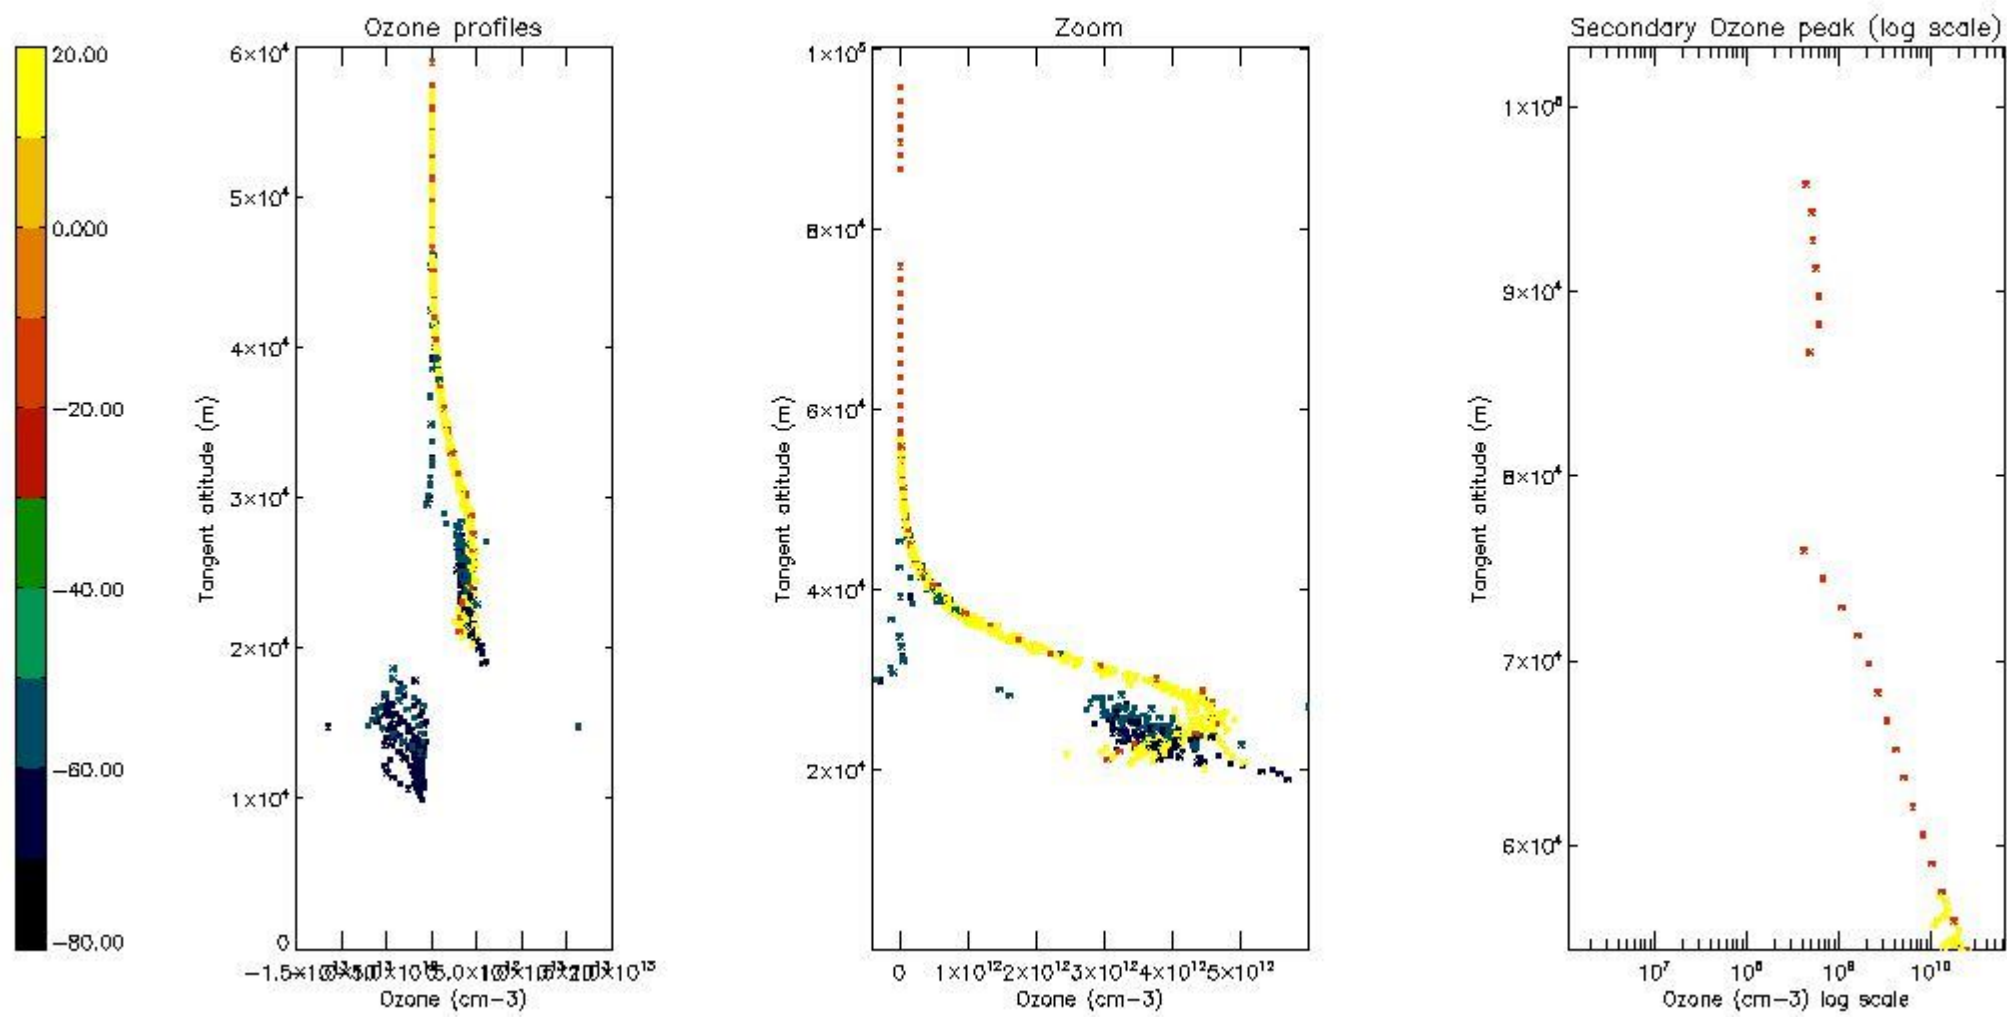 Ozone profiles
Zoom
Secondary Ozone peak (log scale)
20.00
0.000
−20.00
−40.00
−60.00
−80.00
6×10⁴
5×10⁴
4×10⁴
3×10⁴
2×10⁴
1×10⁴
0
Tangent altitude (m)
Ozone (cm−3)
1×10⁵
8×10⁴
6×10⁴
4×10⁴
2×10⁴
Tangent altitude (m)
0 1×10¹² 2×10¹² 3×10¹² 4×10¹² 5×10¹²
Ozone (cm−3)
9×10⁴
8×10⁴
7×10⁴
6×10⁴
Tangent altitude (m)
10⁷ 10⁸ 10⁹ 10¹⁰
Ozone (cm−3) log scale